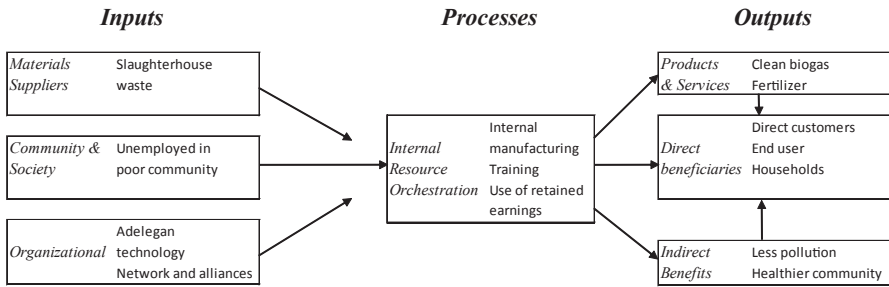 Inputs
Processes
Outputs
Materials
Suppliers
Slaughterhouse
waste
Community &
Society
Unemployed in
poor community
Organizational
Adelegan
technology
Network and alliances
Internal
Resource
Orchestration
Internal
manufacturing
Training
Use of retained
earnings
Products
& Services
Clean biogas
Fertilizer
Direct
beneficiaries
Direct customers
End user
Households
Indirect
Benefits
Less pollution
Healthier community